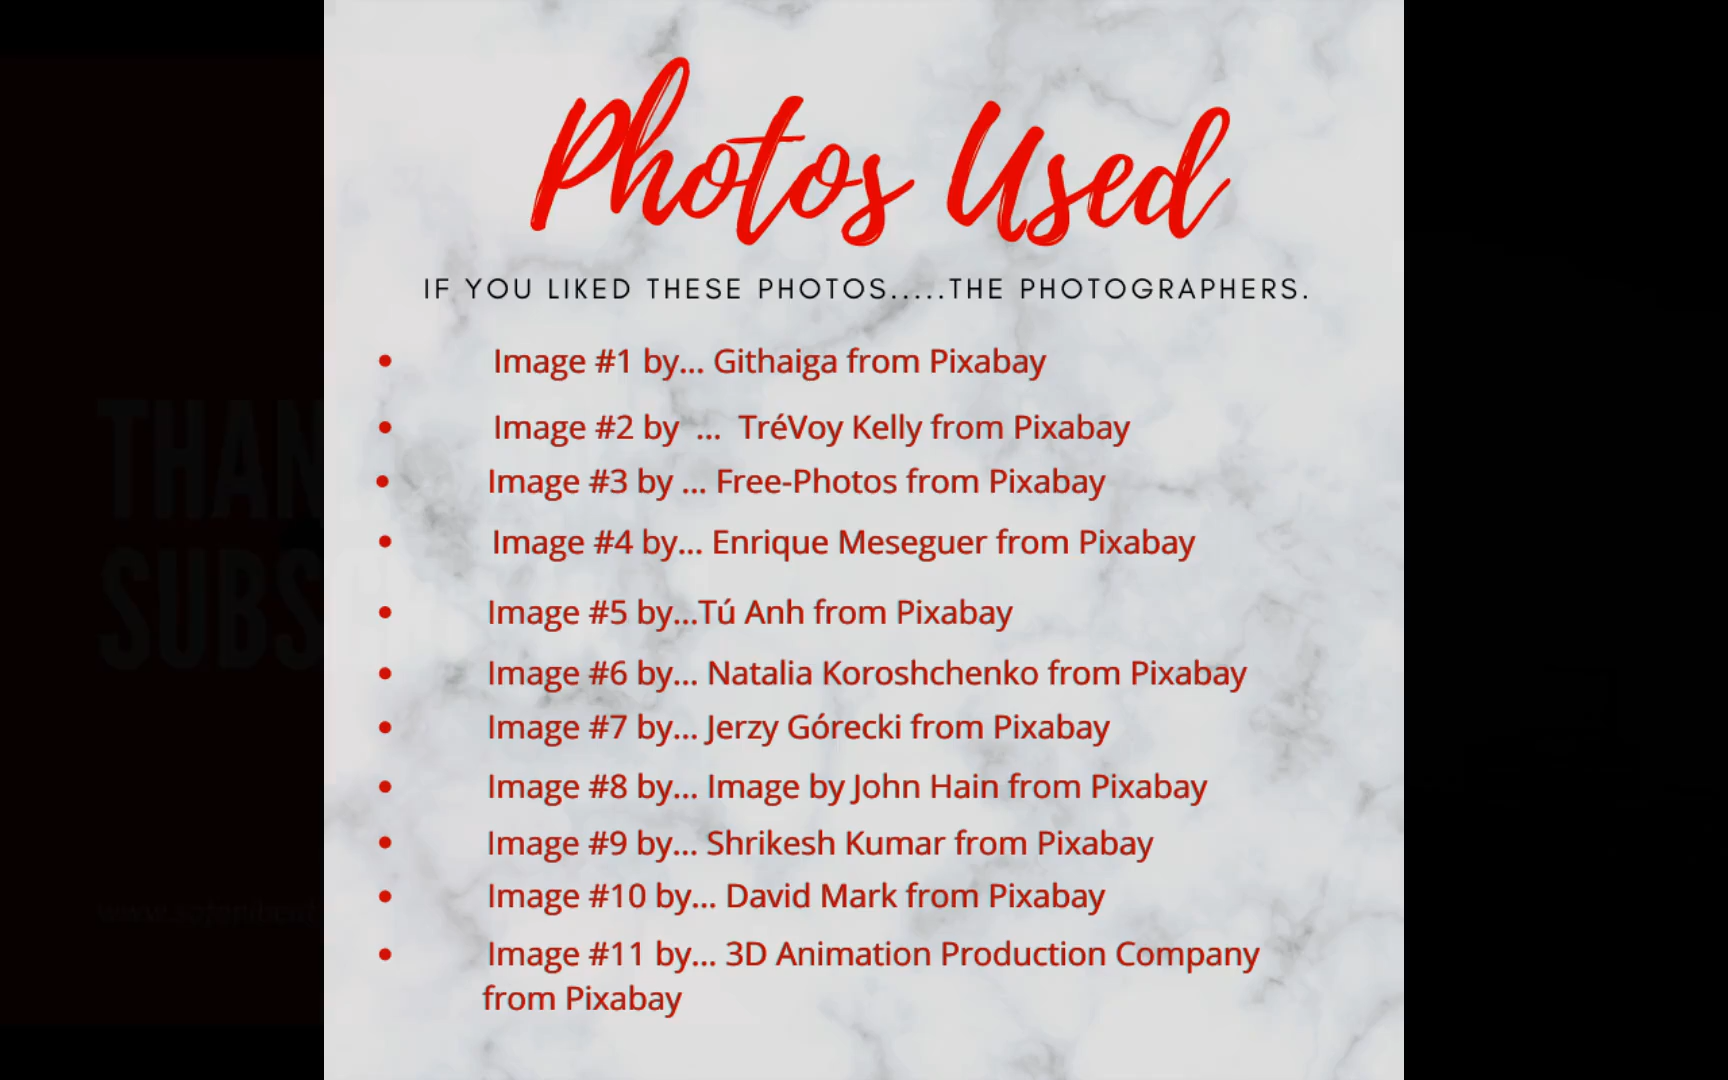 Photos Used
IF YOU LIKED THESE PHOTOS.....THE PHOTOGRAPHERS.
• Image #1 by... Githaiga from Pixabay
• Image #2 by ... TréVoy Kelly from Pixabay
• Image #3 by ... Free-Photos from Pixabay
• Image #4 by... Enrique Meseguer from Pixabay
• Image #5 by...Tú Anh from Pixabay
• Image #6 by... Natalia Koroshchenko from Pixabay
• Image #7 by... Jerzy Górecki from Pixabay
• Image #8 by... Image by John Hain from Pixabay
• Image #9 by... Shrikesh Kumar from Pixabay
• Image #10 by... David Mark from Pixabay
• Image #11 by... 3D Animation Production Company
from Pixabay
THAN
SUBS